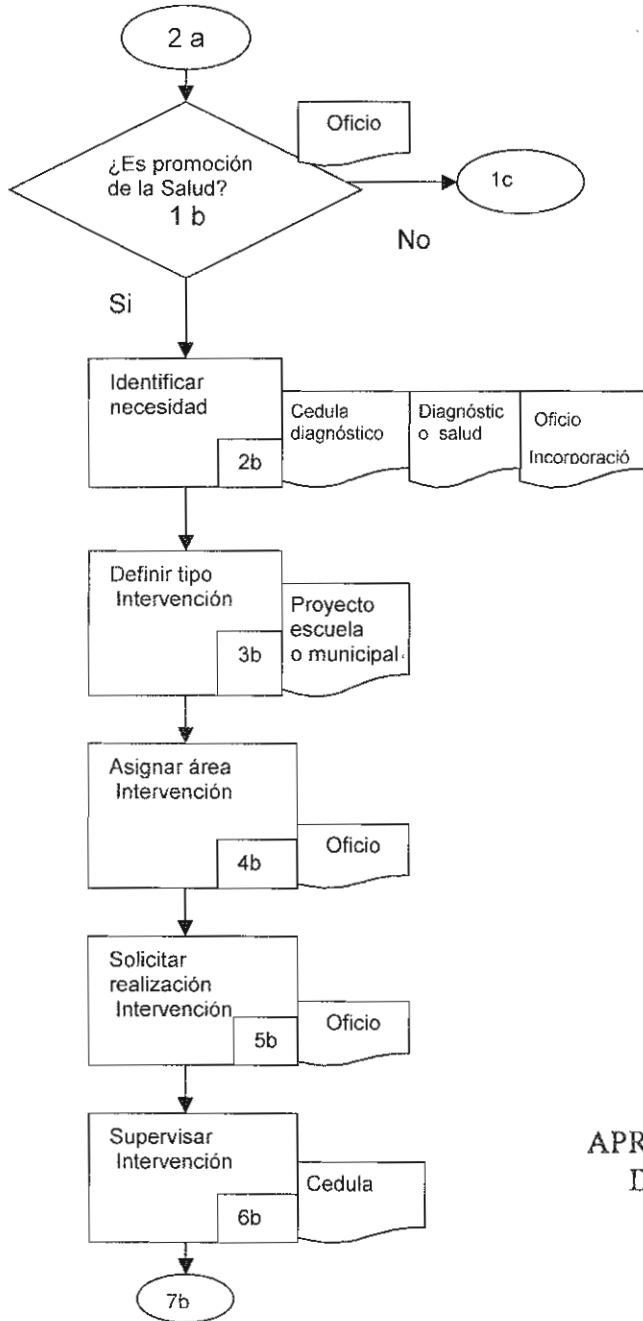 2 a
Oficio
¿Es promoción
de la Salud?
1 b
1c
No
Si
Identificar
necesidad
2b
Cedula
diagnóstico
Diagnóstic
o salud
Oficio
Incorporació
Definir tipo
Intervención
3b
Proyecto
escuela
o municipal
Asignar área
Intervención
4b
Oficio
Solicitar
realización
Intervención
5b
Oficio
Supervisar
Intervención
6b
Cedula
APR
D
7b